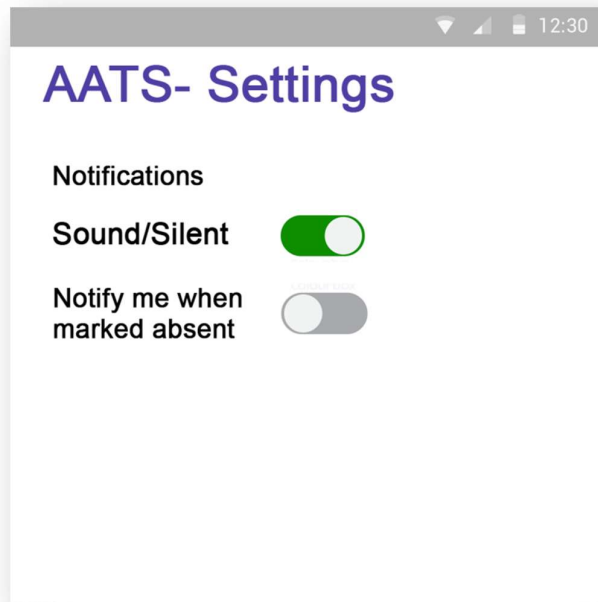 12:30
AATS- Settings
Notifications
Sound/Silent
Notify me when
marked absent